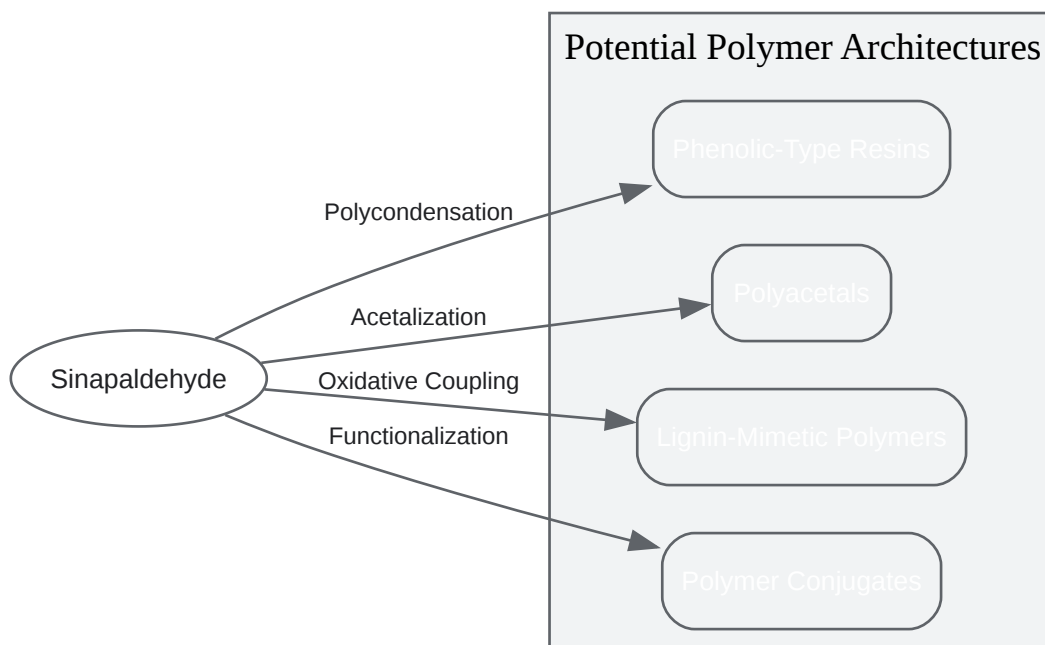 Potential Polymer Architectures
Phenolic-Type Resins
Polycondensation
Polyacetals
Acetalization
Sinapaldehyde
Oxidative Coupling
Lignin-Mimetic Polymers
Functionalization
Polymer Conjugates